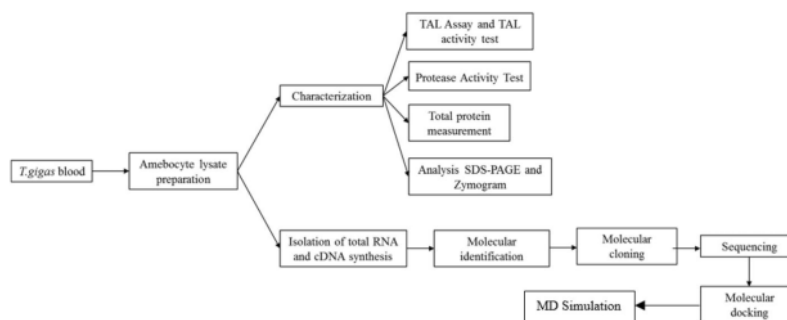 TAL Assay and TAL
activity test
Protease Activity Test
Characterization
Total protein
measurement
T.gigas blood
Amebocyte lysate
preparation
Analysis SDS-PAGE and
Zymogram
Isolation of total RNA
and cDNA synthesis
Molecular
identification
Molecular
cloning
Sequencing
Molecular
docking
MD Simulation